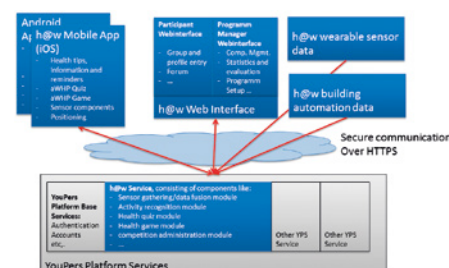 Android
h@w Mobile App
(iOS)
- Health tips,
Information and
reminders
- aWHP Quiz
- aWHP Game
- Sensor components
- Positioning
Participant
Webinterface
- Group and
profile entry
- Forum
- ...
Programm
Manager
Webinterface
- Comp. Mgmt.
- Statistics and
evaluation
- Programm
Setup ...
h@w Web Interface
h@w wearable sensor
data
h@w building
automation data
Secure communication
Over HTTPS
YouPers
Platform Base
Services:
Authentication
Accounts
etc,.
h@w Service, consisting of components like:
- Sensor gathering/data fusion module
- Activity recognition module
- Health quiz module
- Health game module
- competition administration module
- ...
Other YPS
Service
Other YPS
Service
YouPers Platform Services